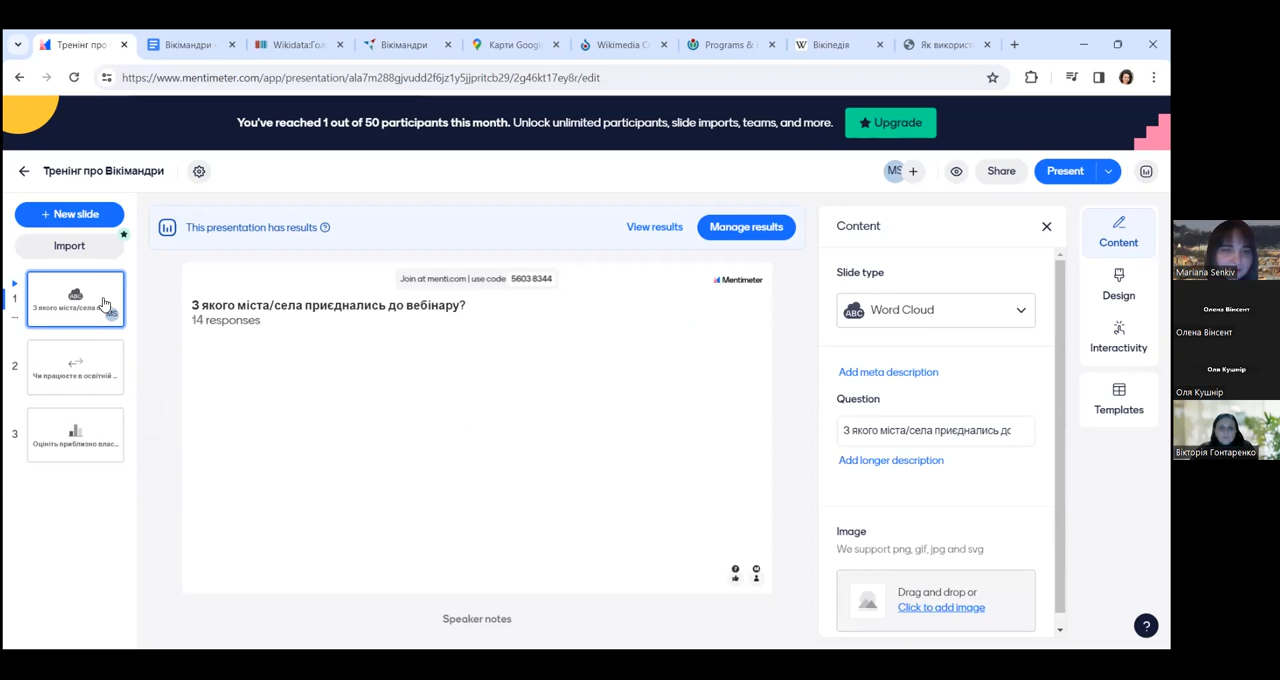 Тренінг про
Вікімандри
Wikidata:Гол
Вікімандри
Карти Googl
Wikimedia C
Programs &
Вікіпедія
Як використ
https://www.mentimeter.com/app/presentation/ala7m288gjvudd2f6jz1y5jjpritcb29/2g46kt17ey8r/edit
You've reached 1 out of 50 participants this month. Unlock unlimited participants, slide imports, teams, and more.
Upgrade
Тренінг про Вікімандри
MS
Share
Present
+ New slide
Import
This presentation has results
View results
Manage results
Content
Join at menti.com | use code 5603 8344
Mentimeter
З якого міста/села приєднались до вебінару?
14 responses
1
ABC
З якого міста/села п
MS
2
Чи працюєте в освітній ...
3
Оцініть приблизно влас...
Speaker notes
Slide type
ABC Word Cloud
Add meta description
Question
З якого міста/села приєднались дс
Add longer description
Image
We support png, gif, jpg and svg
Drag and drop or
Click to add image
Content
Design
Interactivity
Templates
?
Mariana Senkiv
Олена Вінсент
Олена Вінсент
Оля Кушнір
Оля Кушнір
Вікторія Гонтаренко